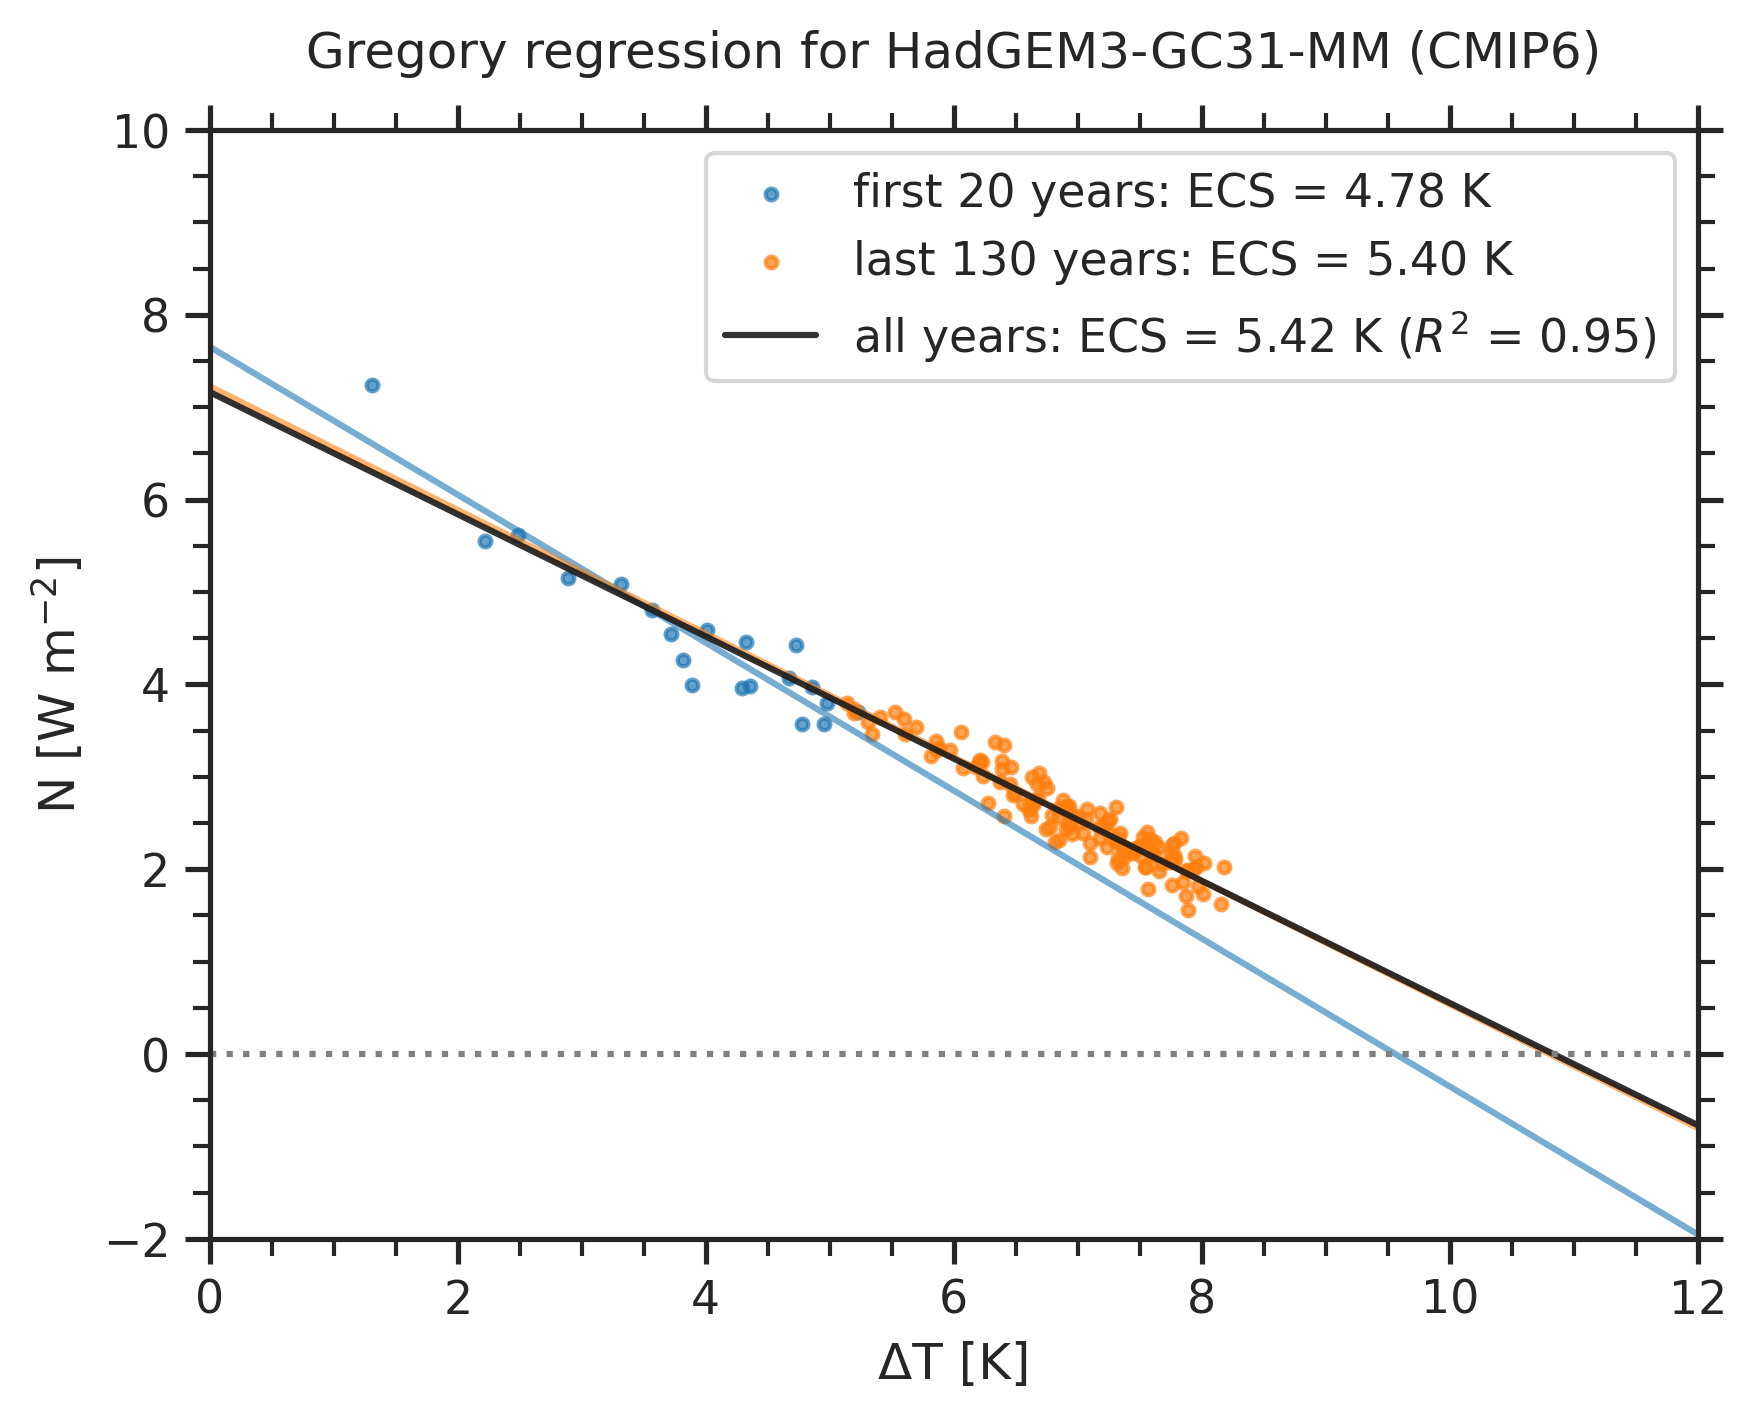 Gregory regression for HadGEM3-GC31-MM (CMIP6)
first 20 years: ECS = 4.78 K
last 130 years: ECS = 5.40 K
all years: ECS = 5.42 K (R² = 0.95)
10
8
6
4
2
0
−2
N [W m⁻²]
0 2 4 6 8 10 12
ΔT [K]